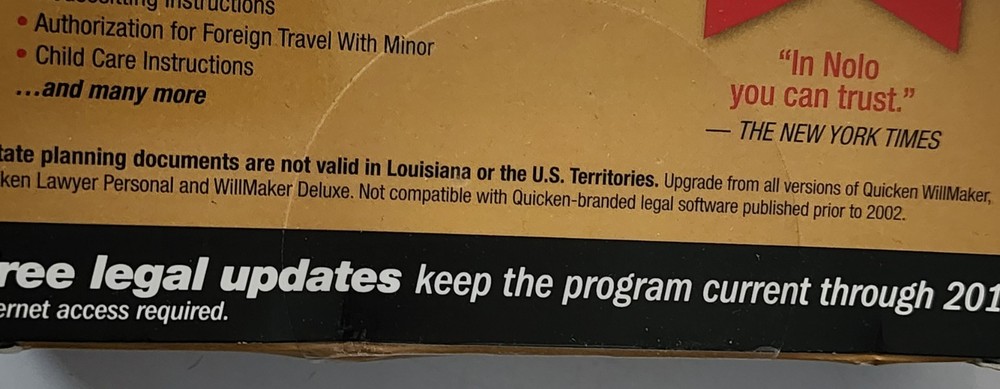 Instructions
• Authorization for Foreign Travel With Minor
• Child Care Instructions
...and many more
“In Nolo
you can trust.”
— THE NEW YORK TIMES
tate planning documents are not valid in Louisiana or the U.S. Territories. Upgrade from all versions of Quicken WillMaker,
ken Lawyer Personal and WillMaker Deluxe. Not compatible with Quicken-branded legal software published prior to 2002.
ree legal updates keep the program current through 201
ernet access required.